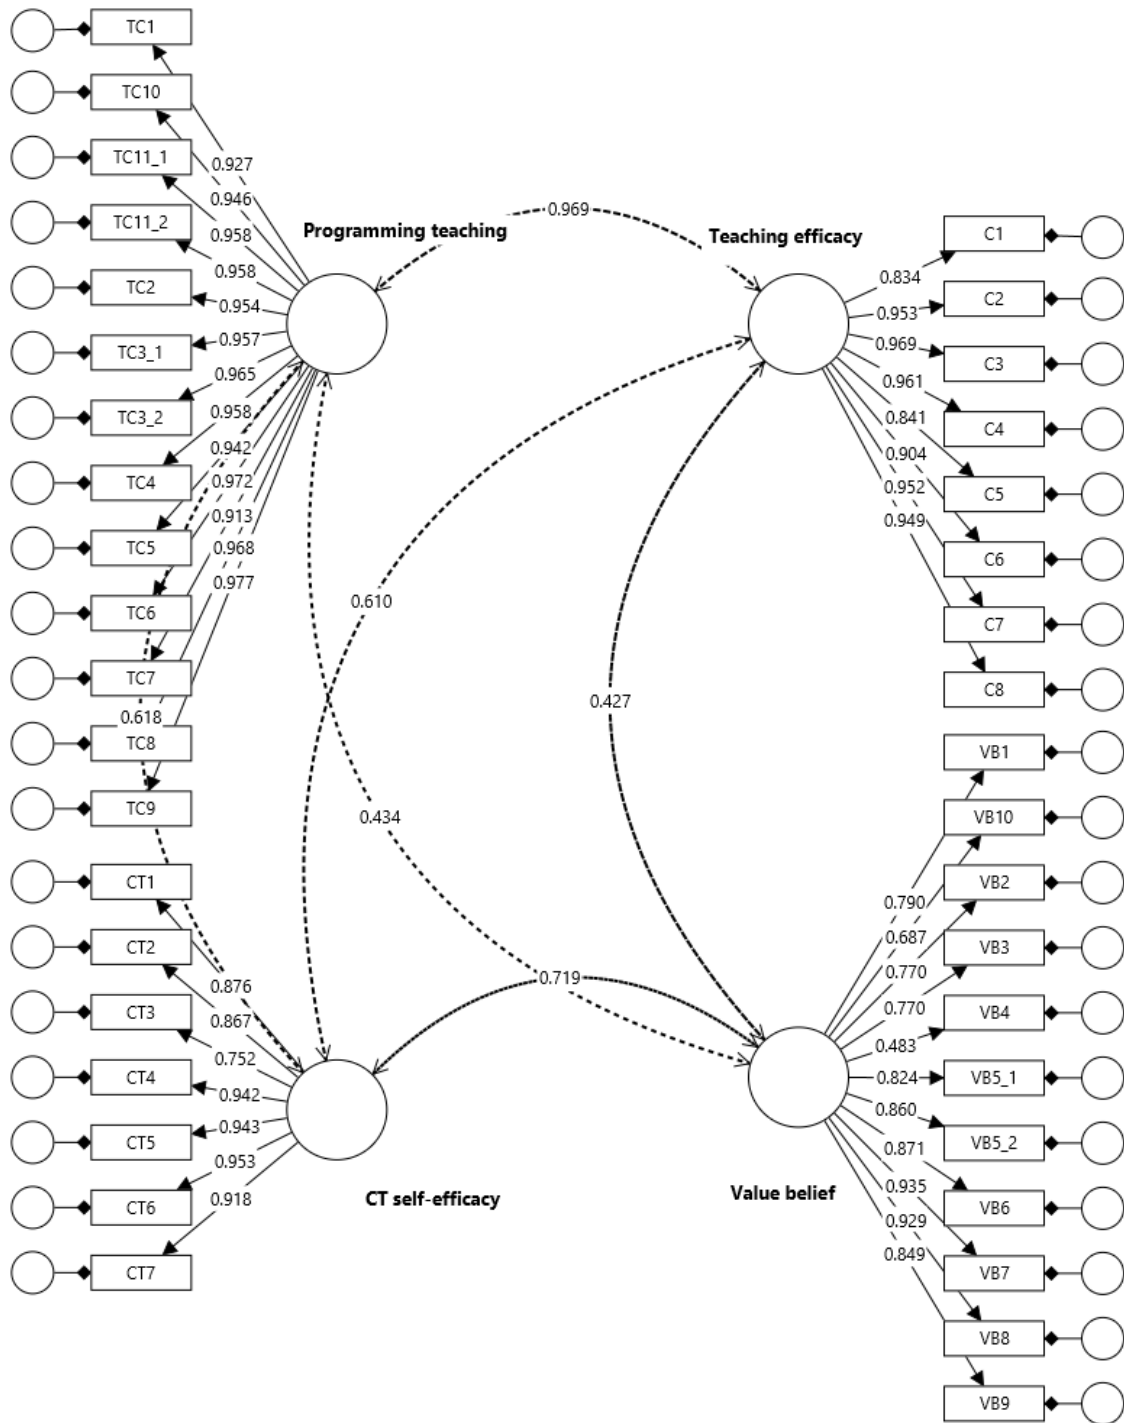 TC1
TC10
TC11_1
TC11_2
TC2
TC3_1
TC3_2
TC4
TC5
TC6
TC7
TC8
TC9
CT1
CT2
CT3
CT4
CT5
CT6
CT7
0.927
0.946
0.958
0.958
0.954
0.957
0.965
0.958
0.942
0.972
0.913
0.968
0.977
0.618
0.876
0.867
0.752
0.942
0.943
0.953
0.918
Programming teaching
0.969
Teaching efficacy
0.610
0.427
0.434
0.719
CT self-efficacy
Value belief
0.834
0.953
0.969
0.961
0.841
0.904
0.952
0.949
C1
C2
C3
C4
C5
C6
C7
C8
0.790
0.687
0.770
0.770
0.483
0.824
0.860
0.871
0.935
0.929
0.849
VB1
VB10
VB2
VB3
VB4
VB5_1
VB5_2
VB6
VB7
VB8
VB9